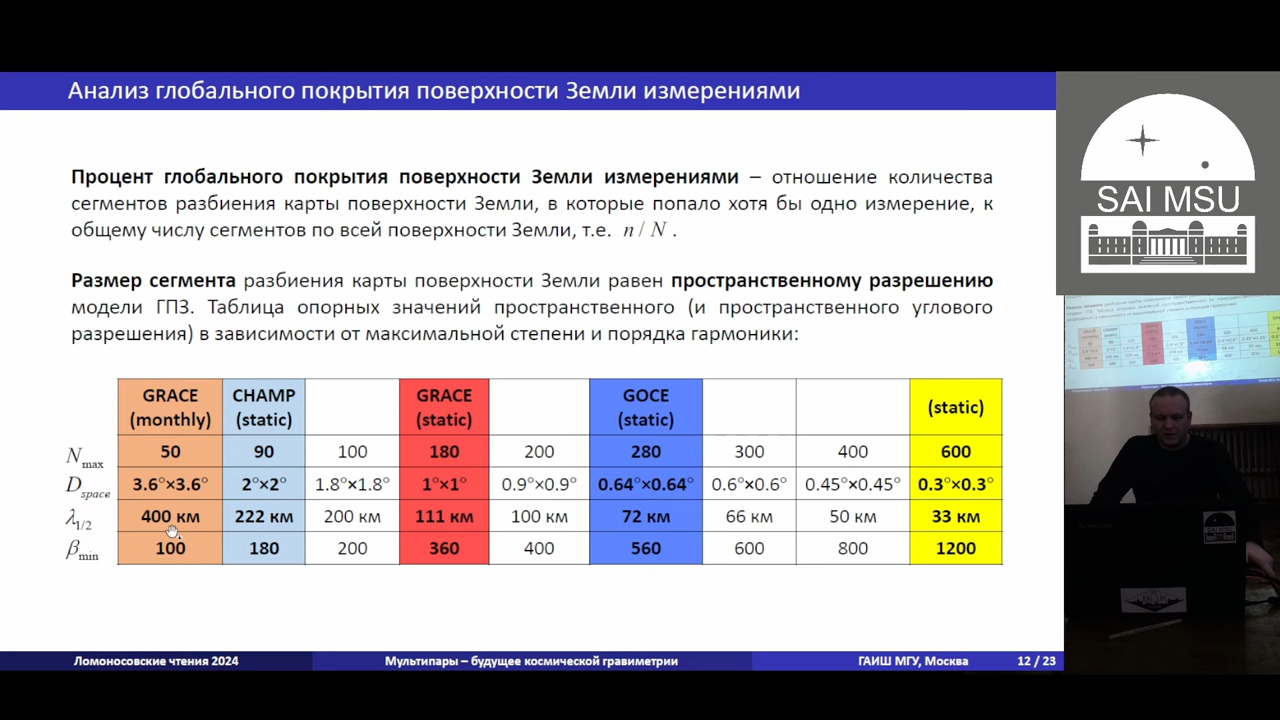 Анализ глобального покрытия поверхности Земли измерениями
Процент глобального покрытия поверхности Земли измерениями – отношение количества
сегментов разбиения карты поверхности Земли, в которые попало хотя бы одно измерение, к
общему числу сегментов по всей поверхности Земли, т.е. n / N .
Размер сегмента разбиения карты поверхности Земли равен пространственному разрешению
модели ГПЗ. Таблица опорных значений пространственного (и пространственного углового
разрешения) в зависимости от максимальной степени и порядка гармоники:
GRACE (monthly) CHAMP (static) GRACE (static) GOCE (static) (static)
N max 50 90 100 180 200 280 300 400 600
D space 3.6°×3.6° 2°×2° 1.8°×1.8° 1°×1° 0.9°×0.9° 0.64°×0.64° 0.6°×0.6° 0.45°×0.45° 0.3°×0.3°
λ 1/2 400 км 222 км 200 км 111 км 100 км 72 км 66 км 50 км 33 км
β min 100 180 200 360 400 560 600 800 1200
Ломоносовские чтения 2024 Мультипары – будущее космической гравиметрии ГАИШ МГУ, Москва 12 / 23
SAI MSU